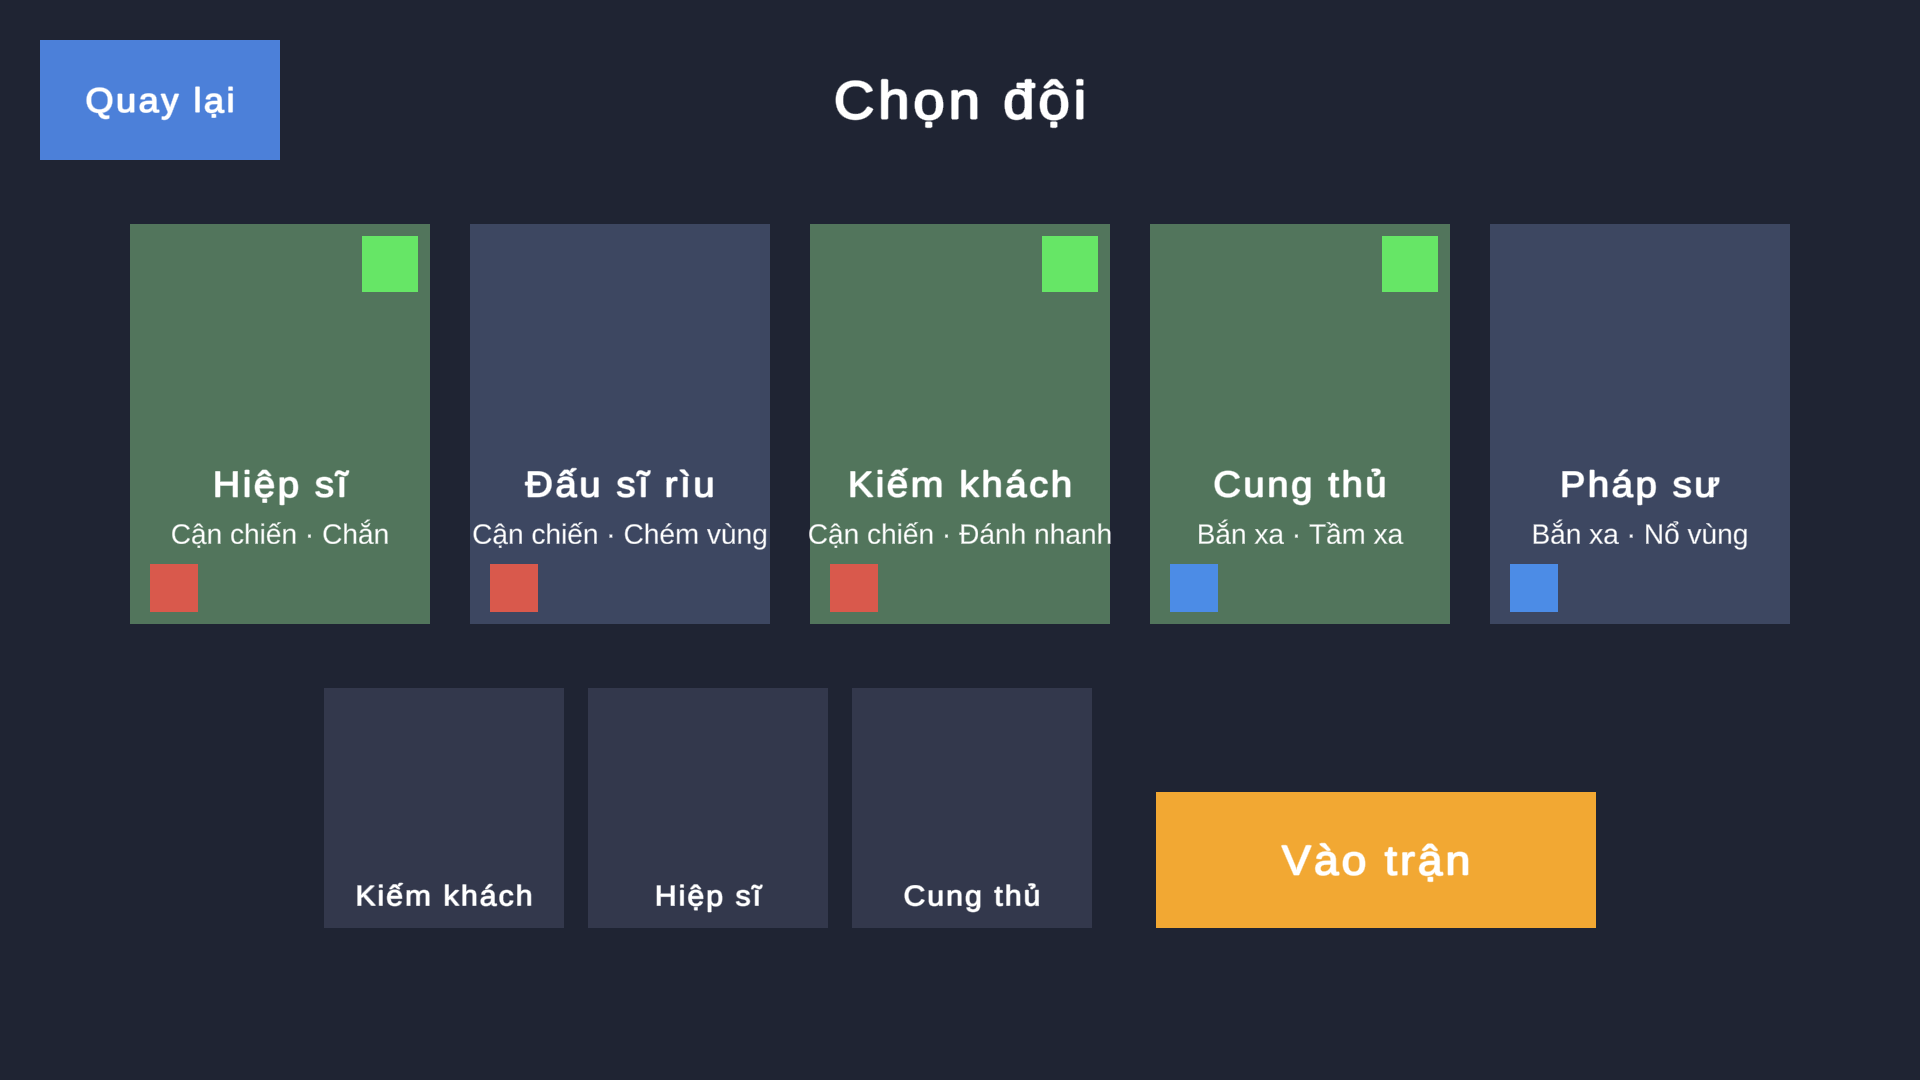 Quay lại
Chọn đội
Hiệp sĩ
Cận chiến · Chắn
Đấu sĩ rìu
Cận chiến · Chém vùng
Kiếm khách
Cận chiến · Đánh nhanh
Cung thủ
Bắn xa · Tầm xa
Pháp sư
Bắn xa · Nổ vùng
Kiếm khách
Hiệp sĩ
Cung thủ
Vào trận